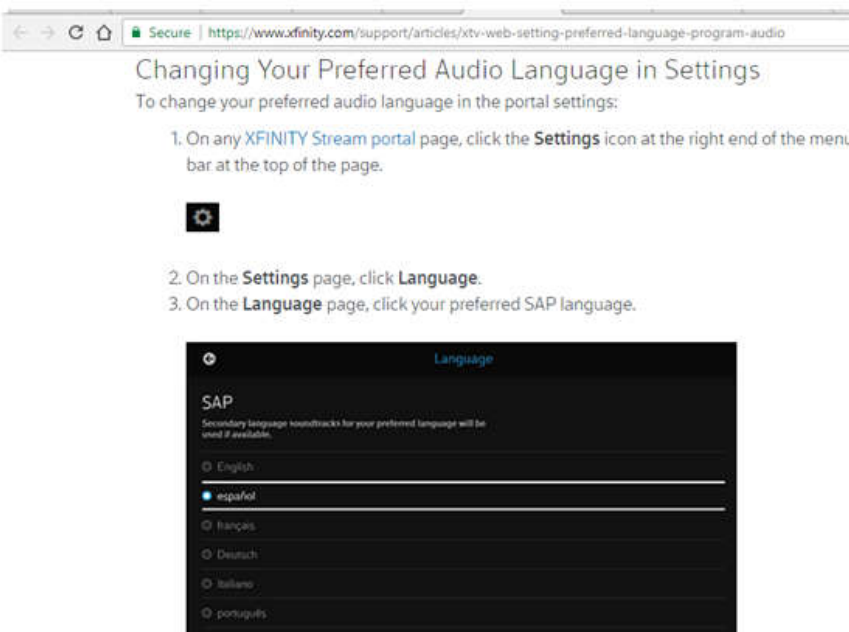 Secure | https://www.xfinity.com/support/articles/xtv-web-setting-preferred-language-program-audio
Changing Your Preferred Audio Language in Settings
To change your preferred audio language in the portal settings:
1. On any XFINITY Stream portal page, click the Settings icon at the right end of the menu
bar at the top of the page.
2. On the Settings page, click Language.
3. On the Language page, click your preferred SAP language.
Language
SAP
Secondary language soundtracks for your preferred language will be
used if available.
English
español
français
Deutsch
Italiano
português